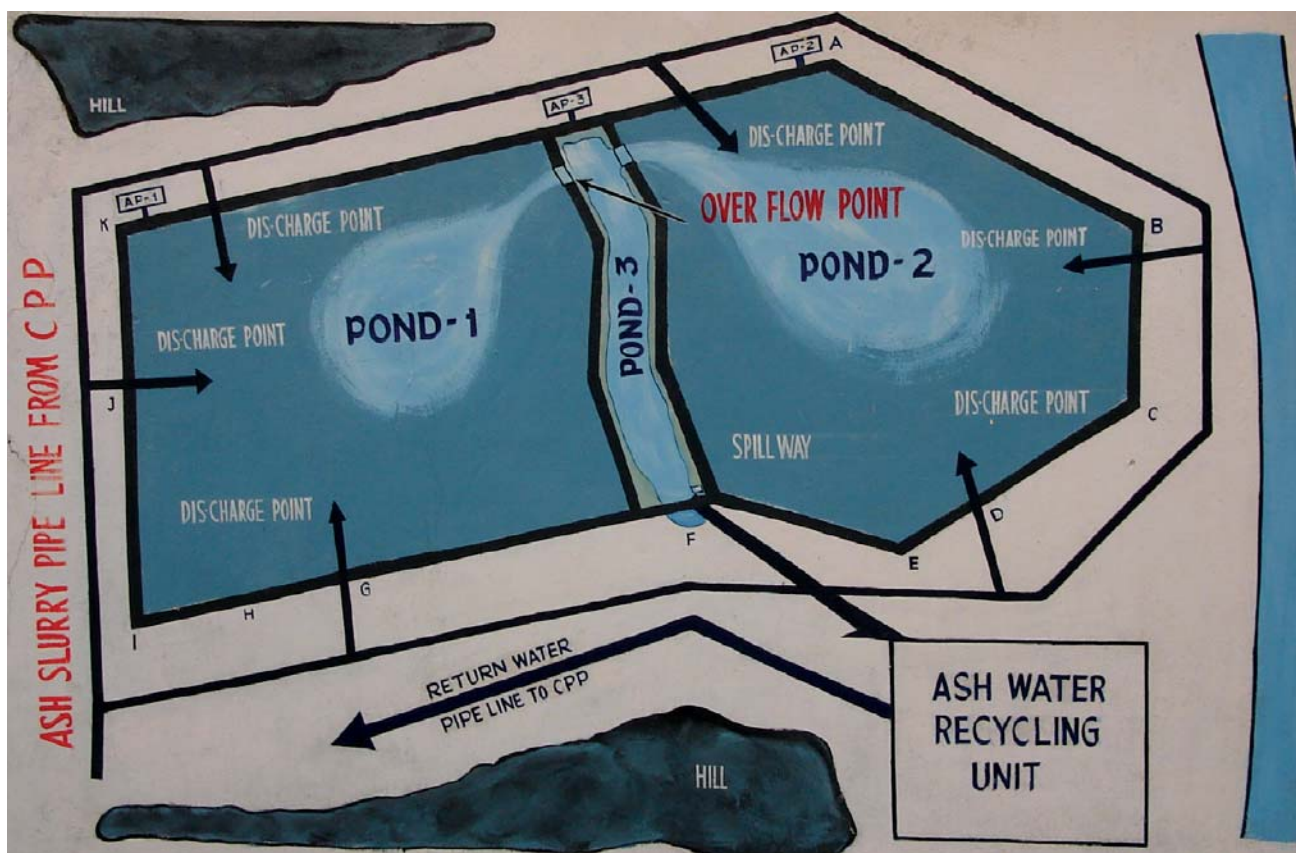 HILL
AP-2
A
AP-3
DIS-CHARGE POINT
AP-1
K
DIS-CHARGE POINT
OVER FLOW POINT
B
DIS-CHARGE POINT
POND-2
POND-3
POND-1
DIS-CHARGE POINT
J
DIS-CHARGE POINT
C
SPILLWAY
DIS-CHARGE POINT
D
F
E
G
H
I
ASH SLURRY PIPE LINE FROM CPP
RETURN WATER
PIPE LINE TO CPP
ASH WATER
RECYCLING
UNIT
HILL